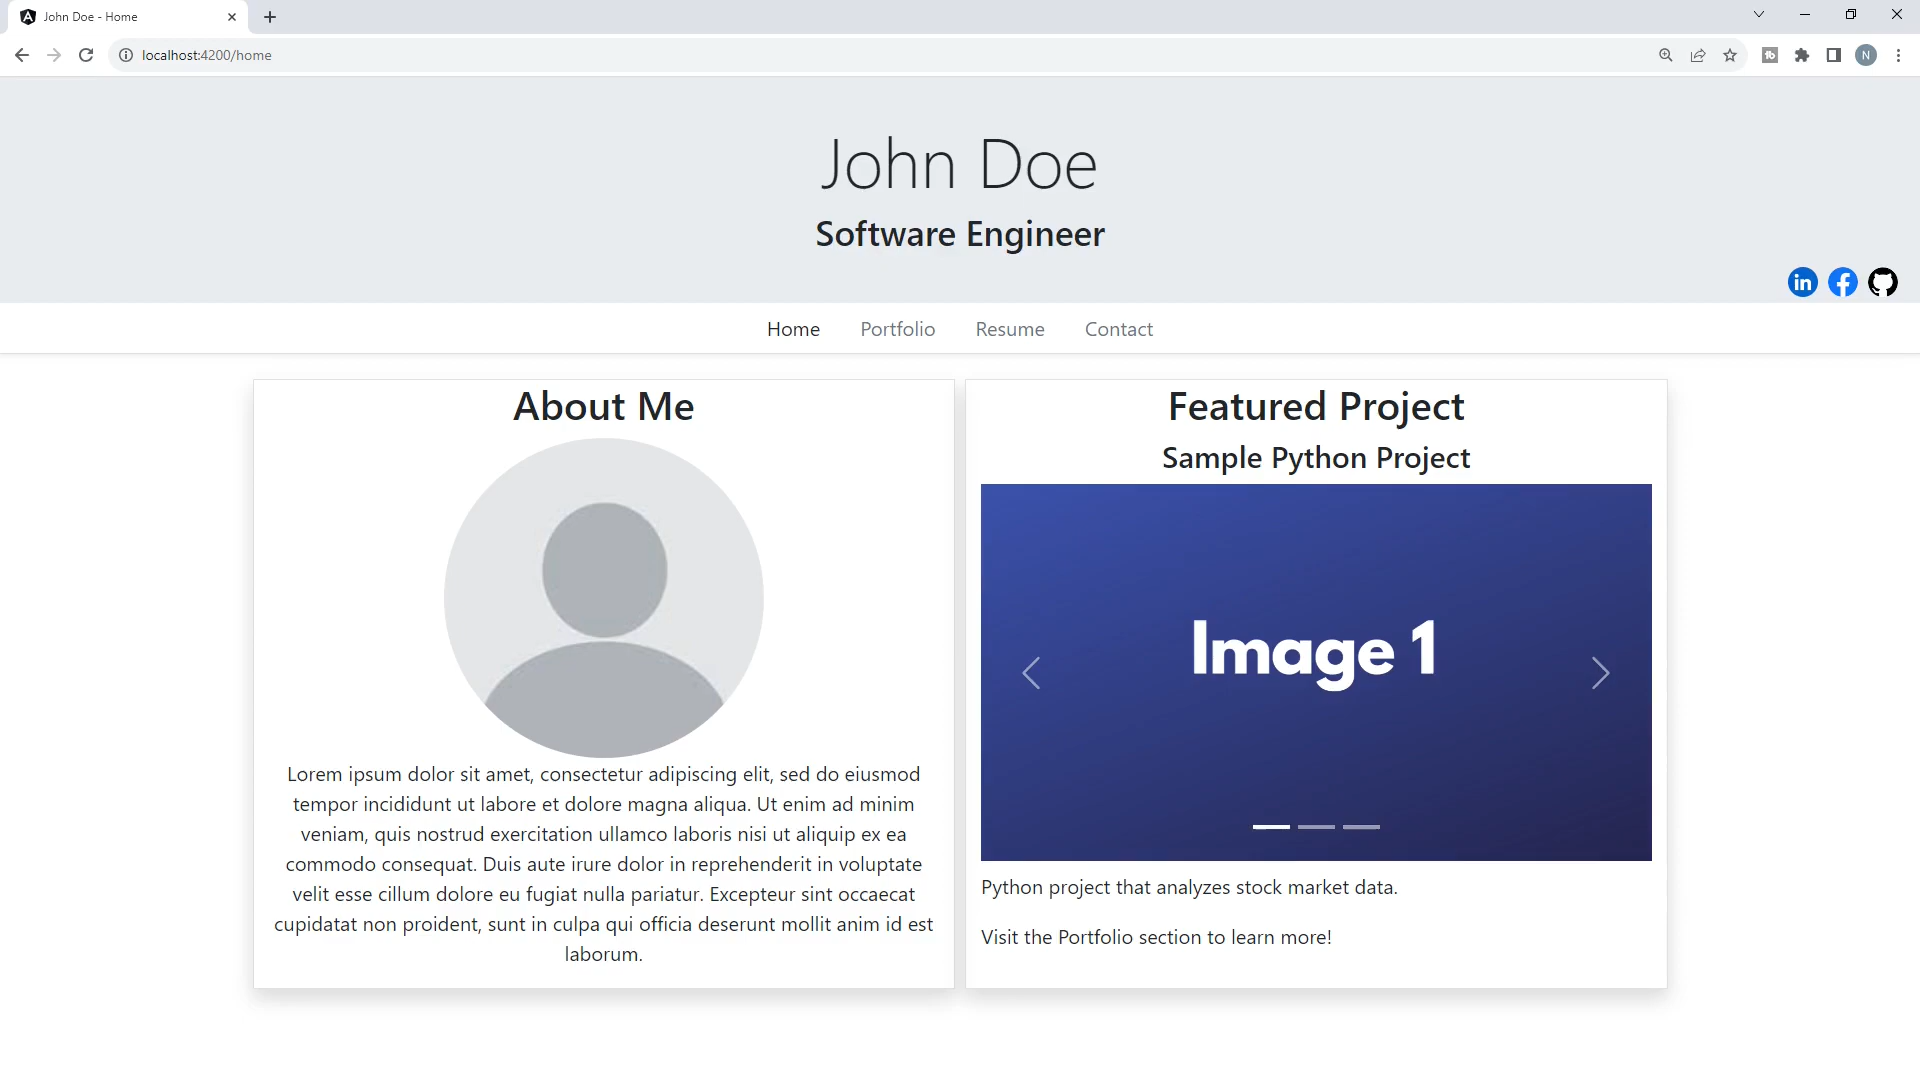 John Doe - Home
localhost:4200/home
N
John Doe
Software Engineer
in
Home Portfolio Resume Contact
About Me
Lorem ipsum dolor sit amet, consectetur adipiscing elit, sed do eiusmod
tempor incididunt ut labore et dolore magna aliqua. Ut enim ad minim
veniam, quis nostrud exercitation ullamco laboris nisi ut aliquip ex ea
commodo consequat. Duis aute irure dolor in reprehenderit in voluptate
velit esse cillum dolore eu fugiat nulla pariatur. Excepteur sint occaecat
cupidatat non proident, sunt in culpa qui officia deserunt mollit anim id est
laborum.
Featured Project
Sample Python Project
Image 1
Python project that analyzes stock market data.
Visit the Portfolio section to learn more!